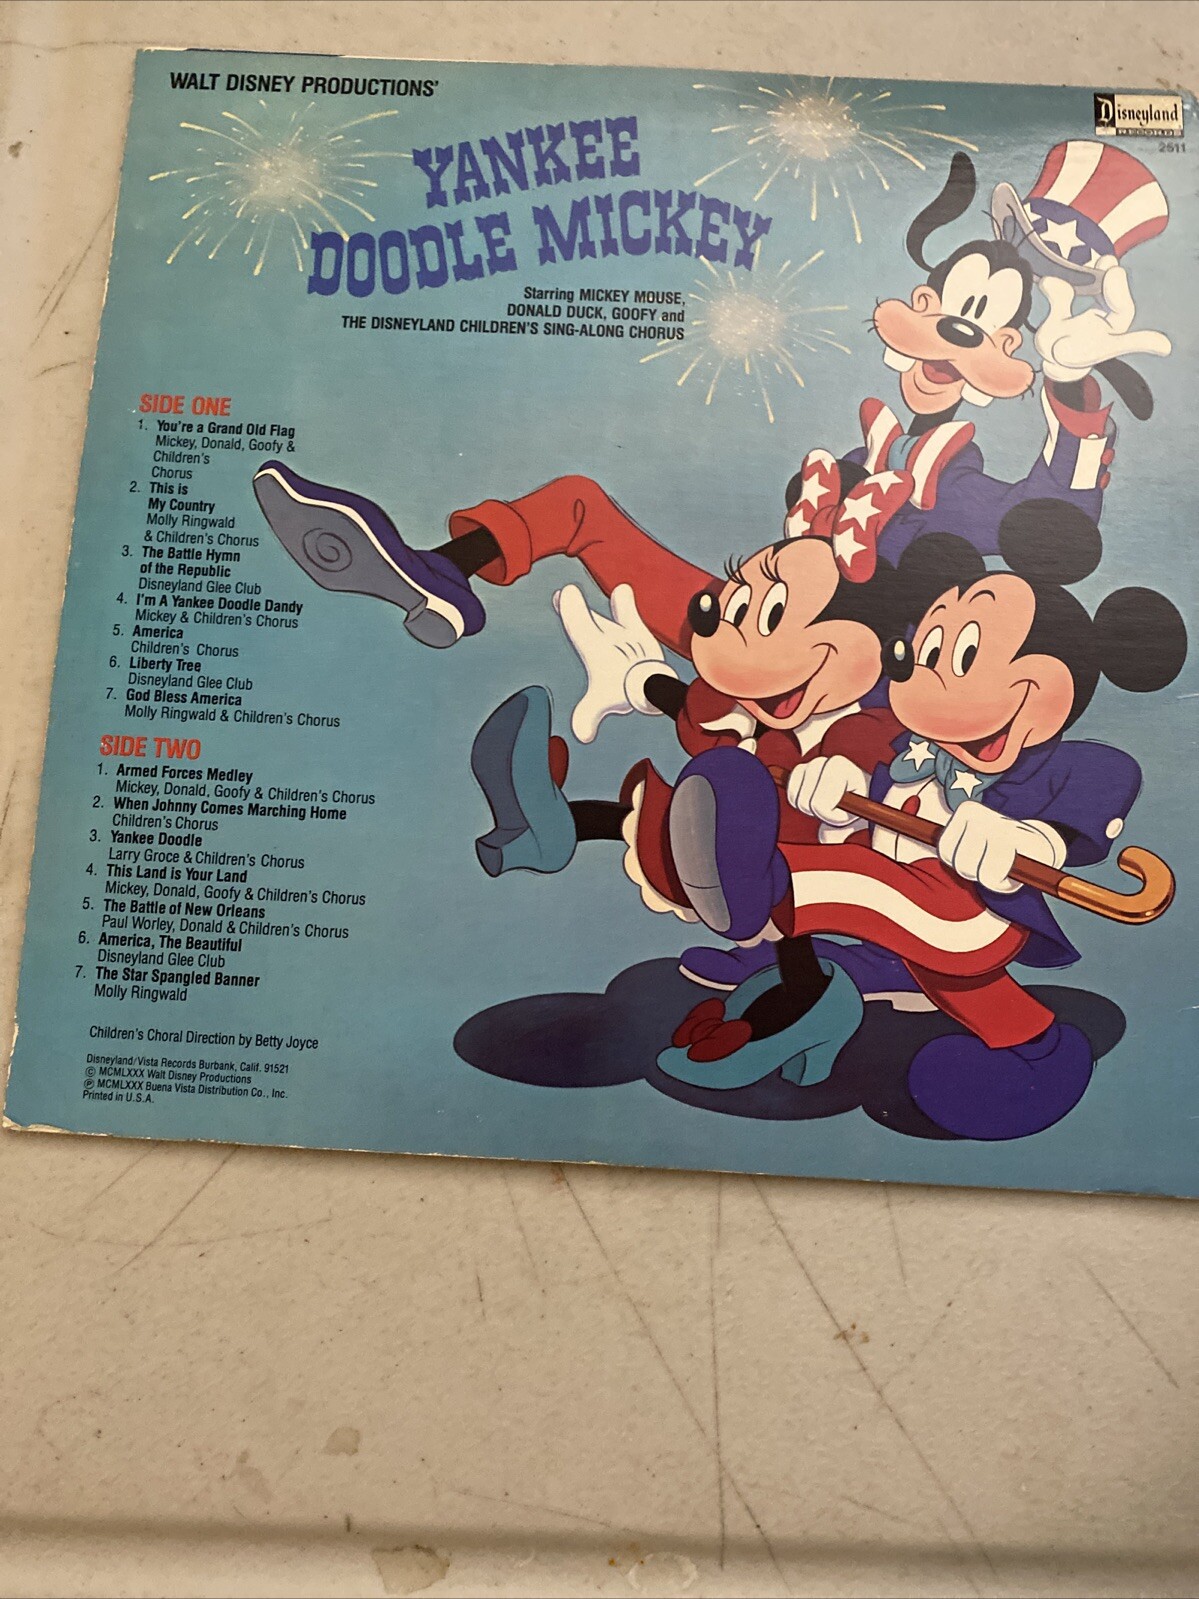 WALT DISNEY PRODUCTIONS'
Disneyland
RECORDS
2511
YANKEE
DOODLE MICKEY
Starring MICKEY MOUSE,
DONALD DUCK, GOOFY and
THE DISNEYLAND CHILDREN'S SING-ALONG CHORUS
SIDE ONE
1. You're a Grand Old Flag
Mickey, Donald, Goofy &
Children's
Chorus
2. This is
My Country
Molly Ringwald
& Children's Chorus
3. The Battle Hymn
of the Republic
Disneyland Glee Club
4. I'm A Yankee Doodle Dandy
Mickey & Children's Chorus
5. America
Children's Chorus
6. Liberty Tree
Disneyland Glee Club
7. God Bless America
Molly Ringwald & Children's Chorus
SIDE TWO
1. Armed Forces Medley
Mickey, Donald, Goofy & Children's Chorus
2. When Johnny Comes Marching Home
Children's Chorus
3. Yankee Doodle
Larry Groce & Children's Chorus
4. This Land is Your Land
Mickey, Donald, Goofy & Children's Chorus
5. The Battle of New Orleans
Paul Worley, Donald & Children's Chorus
6. America, The Beautiful
Disneyland Glee Club
7. The Star Spangled Banner
Molly Ringwald
Children's Choral Direction by Betty Joyce
Disneyland/Vista Records Burbank, Calif. 91521
© MCMLXXX Walt Disney Productions
℗ MCMLXXX Buena Vista Distribution Co., Inc.
Printed in U.S.A.